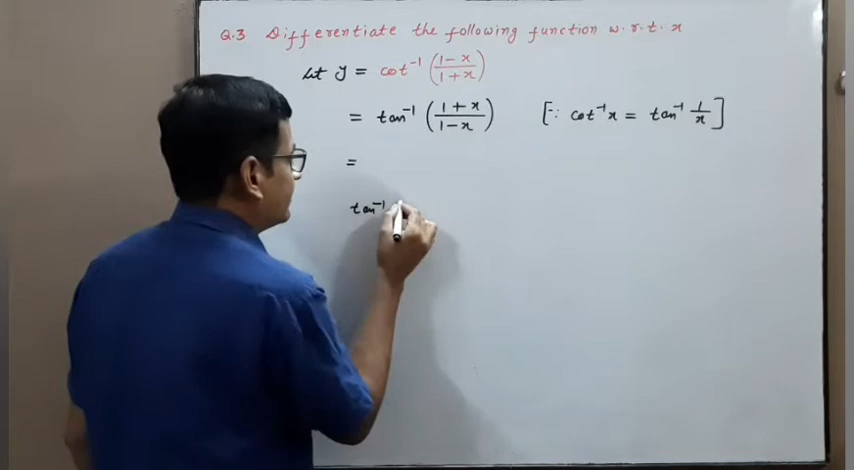 Q.3 Differentiate the following function w.r.t. x
Let y = cot⁻¹ (1-x/1+x)
= tan⁻¹ (1+x/1-x) [∵ cot⁻¹x = tan⁻¹ 1/x]
=
tan⁻¹